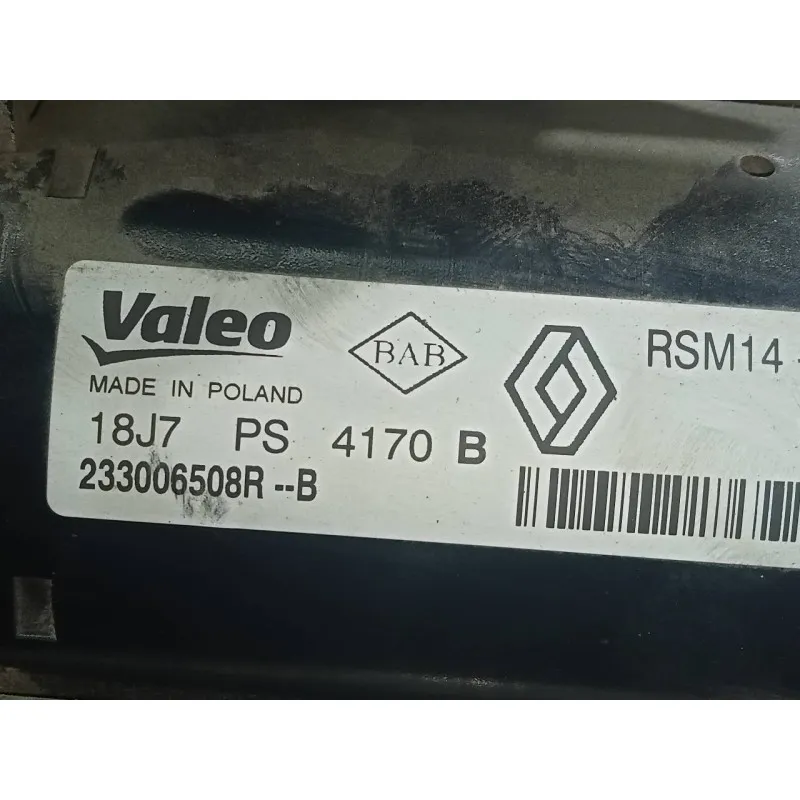 Valeo
BAB
RSM14 -
MADE IN POLAND
18J7 PS 4170 B
233006508R --B